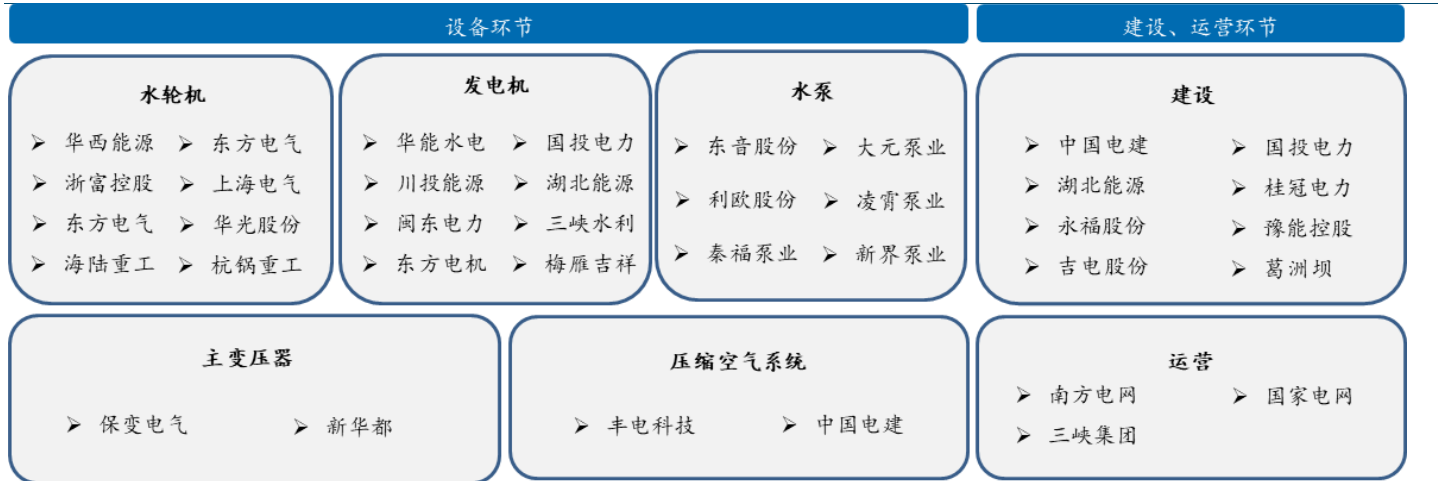 设备环节
建设、运营环节
水轮机
华西能源 东方电气
浙富控股 上海电气
东方电气 华光股份
海陆重工 杭锅重工
发电机
华能水电 国投电力
川投能源 湖北能源
闽东电力 三峡水利
东方电机 梅雁吉祥
水泵
东音股份 大元泵业
利欧股份 凌霄泵业
秦福泵业 新界泵业
建设
中国电建 国投电力
湖北能源 桂冠电力
永福股份 豫能控股
吉电股份 葛洲坝
主变压器
保变电气 新华都
压缩空气系统
丰电科技 中国电建
运营
南方电网 国家电网
三峡集团